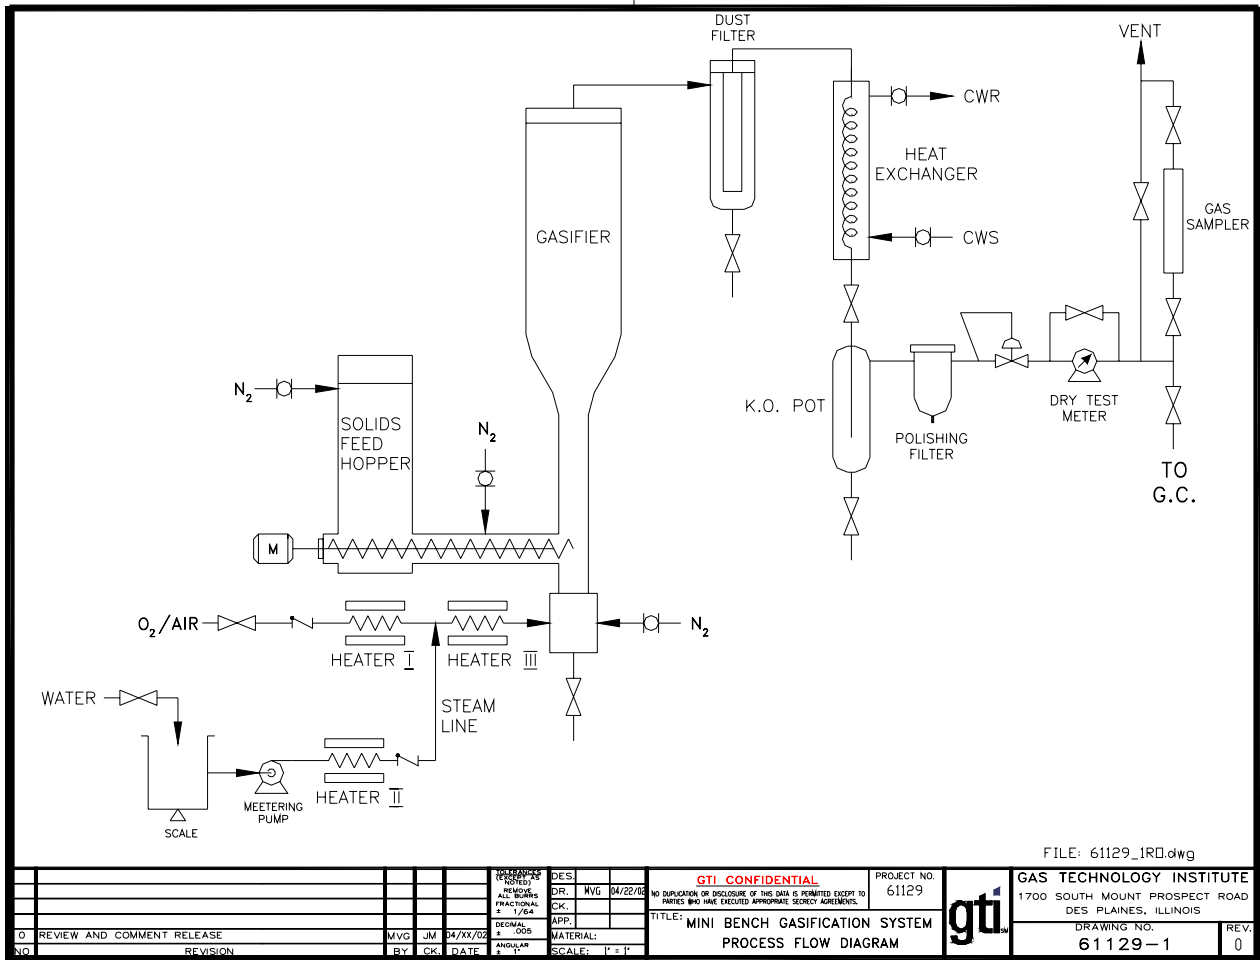 DUST
FILTER
VENT
CWR
HEAT
EXCHANGER
GAS
SAMPLER
GASIFIER
CWS
N2
SOLIDS
FEED
HOPPER
N2
K.O. POT
POLISHING
FILTER
DRY TEST
METER
TO
G.C.
M
O2/AIR
N2
HEATER I
HEATER III
WATER
STEAM
LINE
HEATER II
MEETERING
PUMP
SCALE
FILE: 61129_1R0.dwg
TOLERANCES
(EXCEPT AS
NOTED)
REMOVE
ALL BURRS
FRACTIONAL
± 1/64
DECIMAL
± .005
ANGULAR
± 1°
DES.
DR. MVG 04/22/02
CK.
APP.
MATERIAL:
SCALE: 1" = 1"
0 REVIEW AND COMMENT RELEASE MVG JM 04/XX/02
NO REVISION BY CK. DATE
GTI CONFIDENTIAL
NO DUPLICATION OR DISCLOSURE OF THIS DATA IS PERMITTED EXCEPT TO
PARTIES WHO HAVE EXECUTED APPROPRIATE SECRECY AGREEMENTS.
PROJECT NO.
61129
TITLE: MINI BENCH GASIFICATION SYSTEM
PROCESS FLOW DIAGRAM
gti SM
GAS TECHNOLOGY INSTITUTE
1700 SOUTH MOUNT PROSPECT ROAD
DES PLAINES, ILLINOIS
DRAWING NO.
61129-1
REV.
0